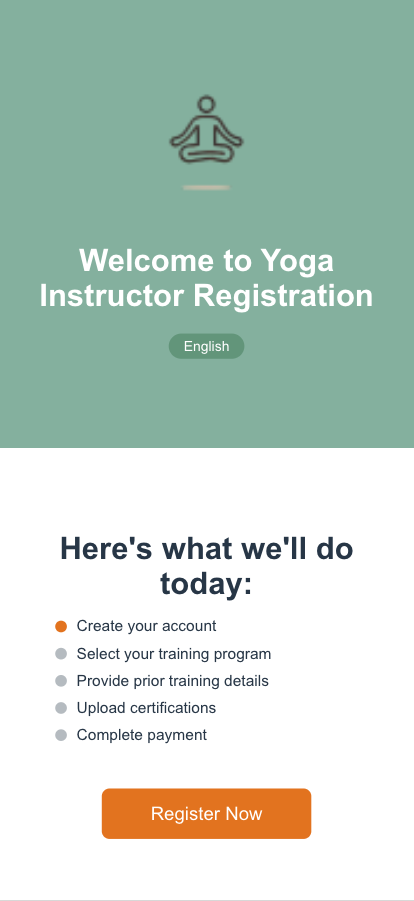 Welcome to Yoga
Instructor Registration
English
Here's what we'll do
today:
Create your account
Select your training program
Provide prior training details
Upload certifications
Complete payment
Register Now